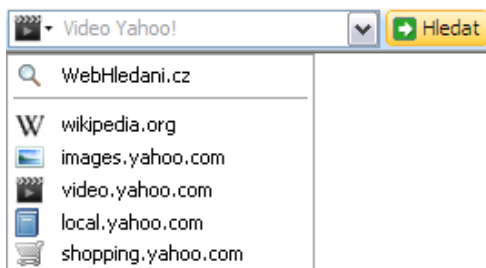 Video Yahoo! Hledat
WebHledani.cz
wikipedia.org
images.yahoo.com
video.yahoo.com
local.yahoo.com
shopping.yahoo.com